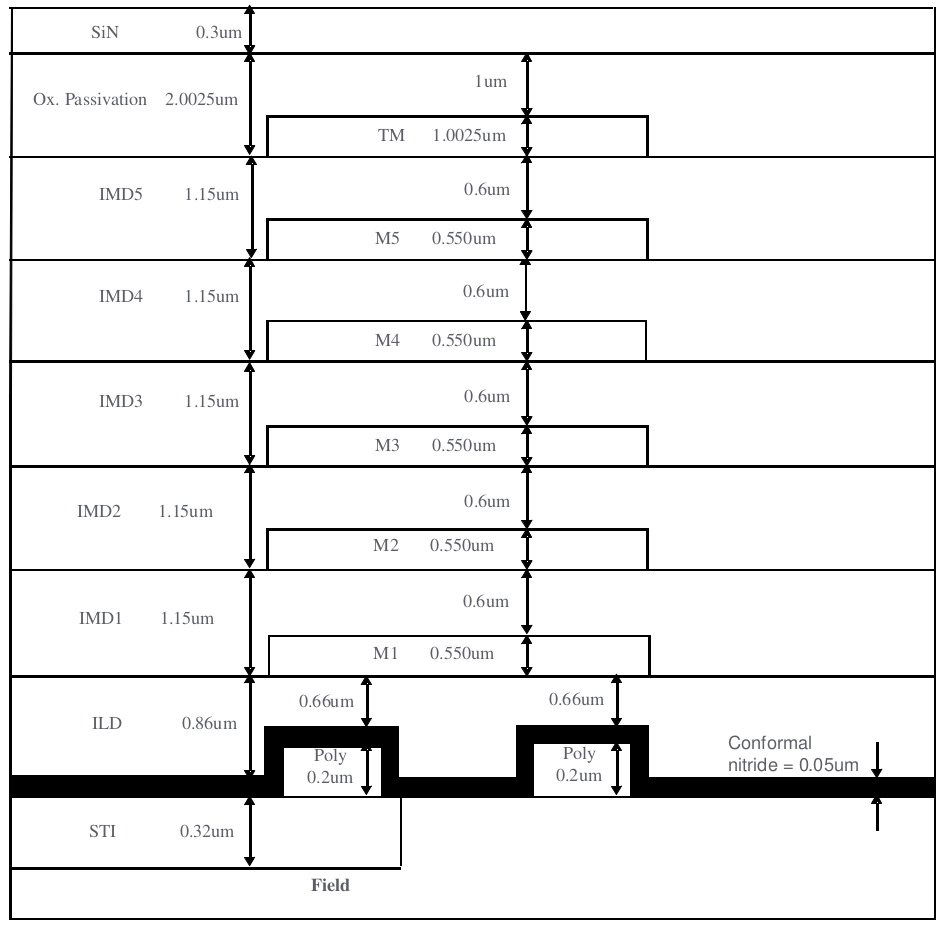 SiN 0.3um
1um
Ox. Passivation 2.0025um
TM 1.0025um
IMD5 1.15um 0.6um
M5 0.550um
IMD4 1.15um 0.6um
M4 0.550um
IMD3 1.15um 0.6um
M3 0.550um
IMD2 1.15um 0.6um
M2 0.550um
IMD1 1.15um 0.6um
M1 0.550um
0.66um 0.66um
ILD 0.86um
Conformal
nitride = 0.05um
Poly
0.2um
Poly
0.2um
STI 0.32um
Field